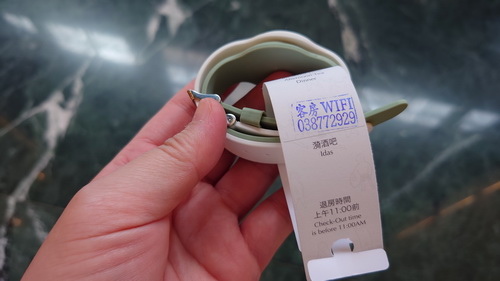 客房 WIFI
038772929
澆酒吧
Idas
退房時間
上午11:00前
Check-Out time
is before 11:00AM